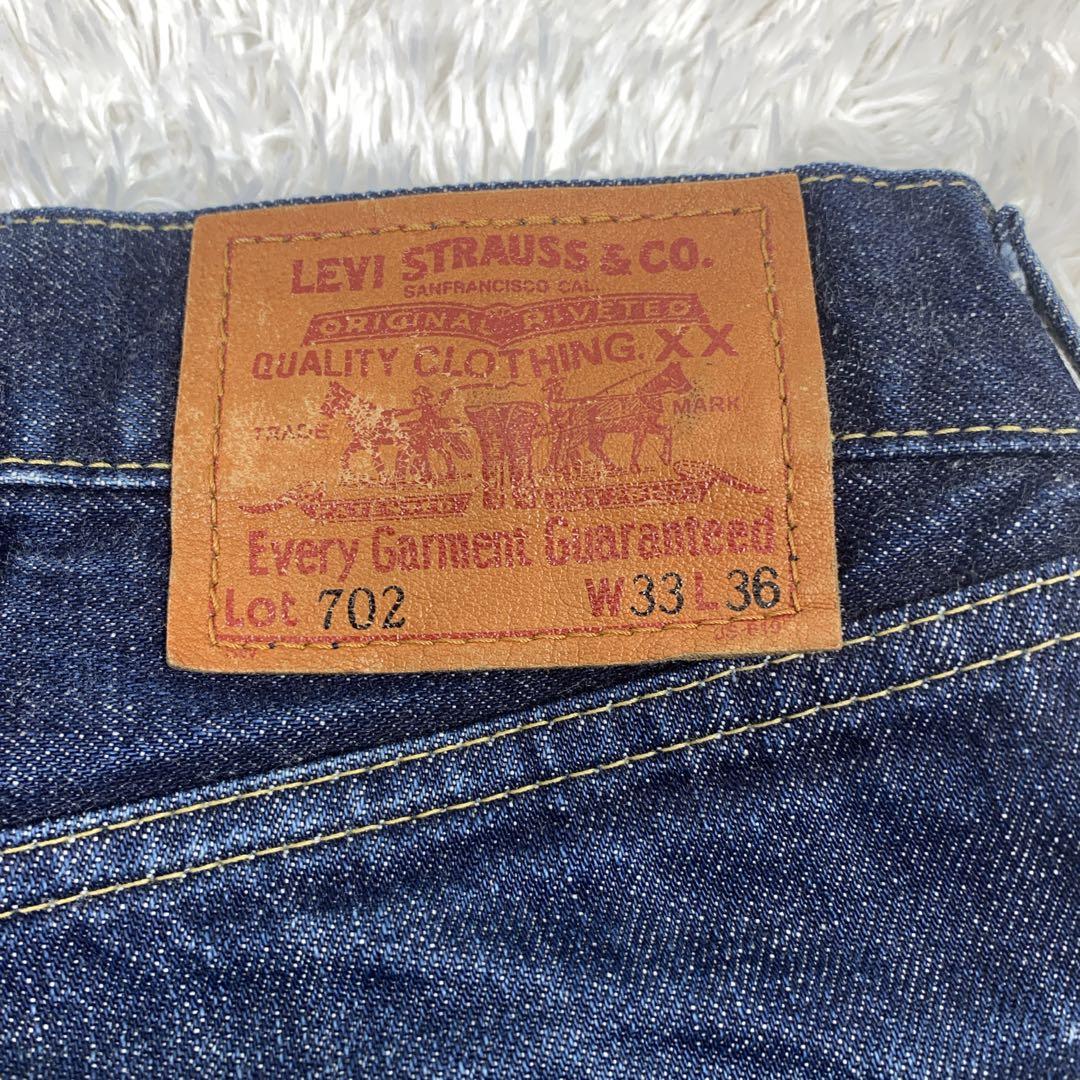 LEVI STRAUSS & CO.
SANFRANCISCO CAL.
ORIGINAL RIVETED
QUALITY CLOTHING. XX
TRADE MARK
Every Garment Guaranteed
Lot 702 W33 L36